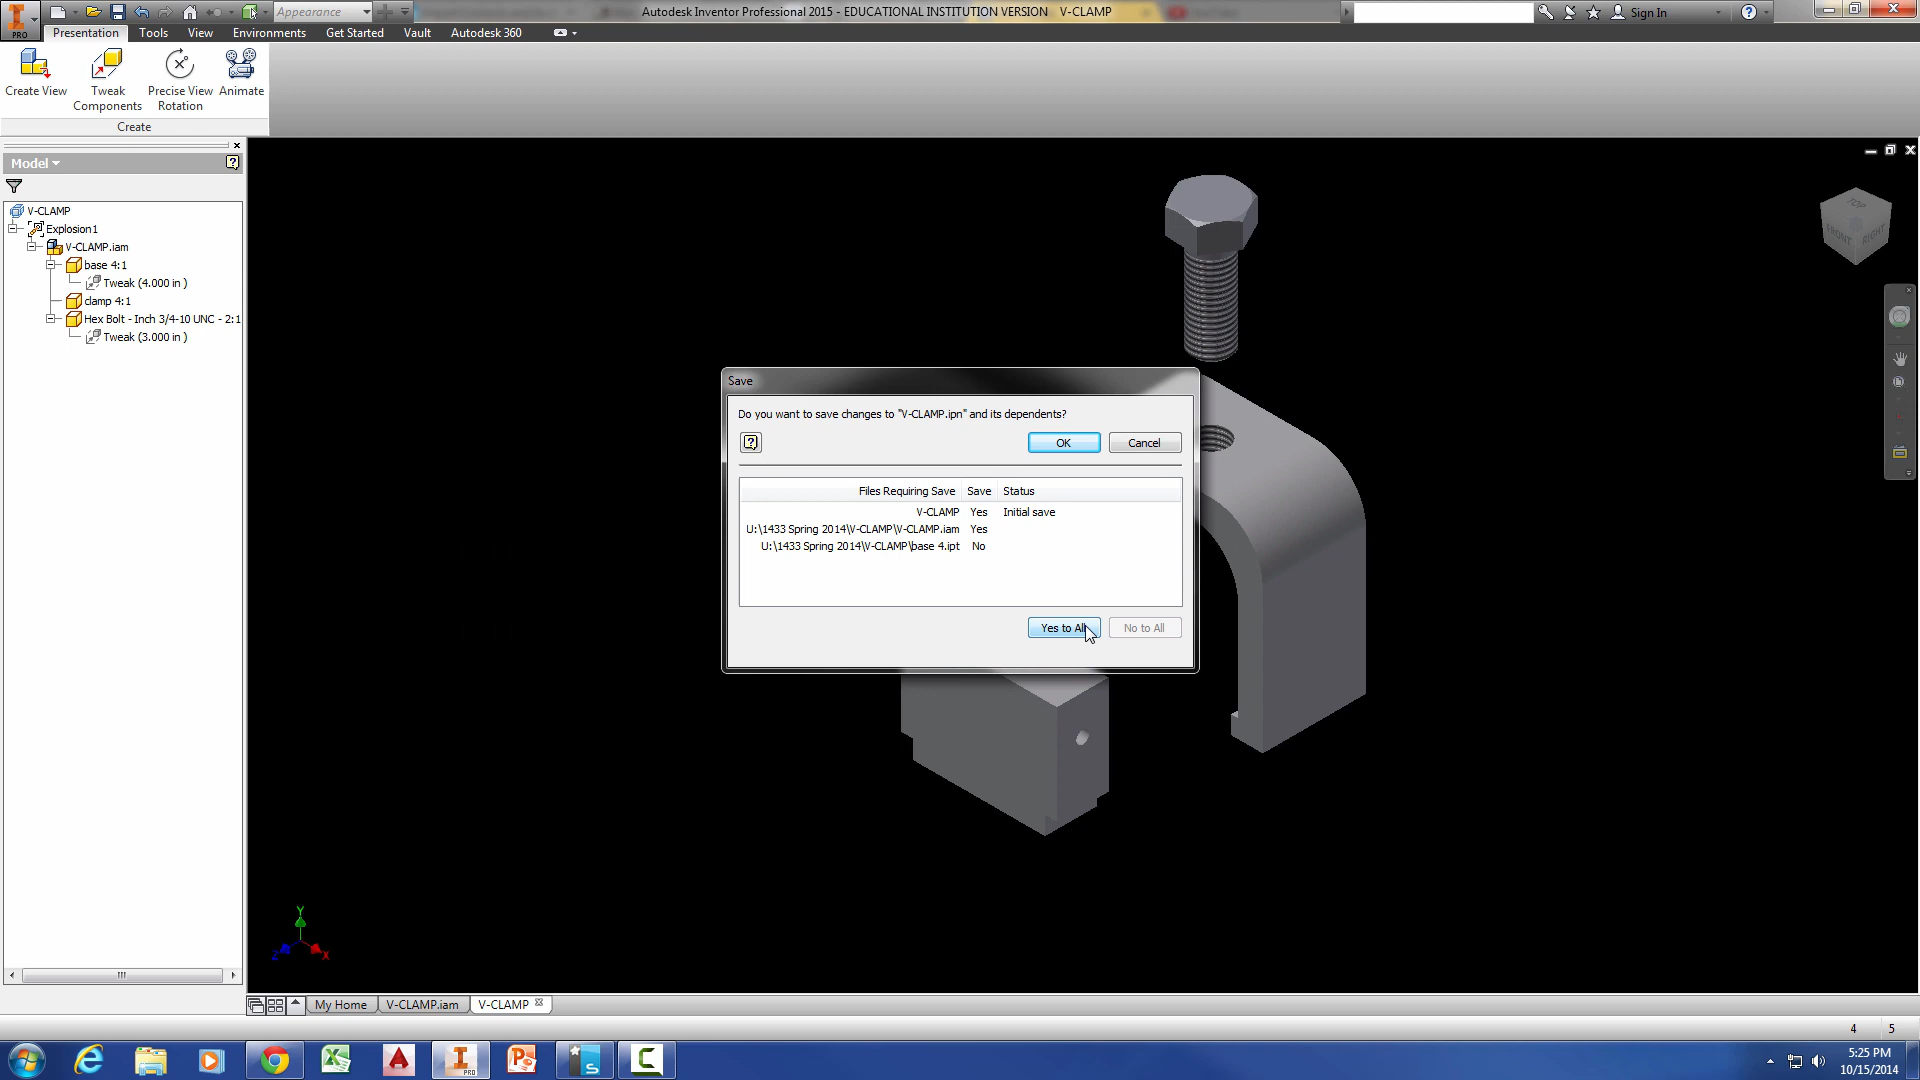 Appearance
Autodesk Inventor Professional 2015 - EDUCATIONAL INSTITUTION VERSION V-CLAMP
Sign In
PRO
Presentation
Tools
View
Environments
Get Started
Vault
Autodesk 360
Create View
Tweak
Components
Precise View
Rotation
Animate
Create
Model
V-CLAMP
Explosion1
V-CLAMP.iam
base 4:1
Tweak (4.000 in )
clamp 4:1
Hex Bolt - Inch 3/4-10 UNC - 2:1
Tweak (3.000 in )
TOP
FRONT
RIGHT
Save
Do you want to save changes to "V-CLAMP.ipn" and its dependents?
OK
Cancel
Files Requiring Save Save Status
V-CLAMP Yes Initial save
U:\1433 Spring 2014\V-CLAMP\V-CLAMP.iam Yes
U:\1433 Spring 2014\V-CLAMP\base 4.ipt No
Yes to All
No to All
Y
Z
X
My Home
V-CLAMP.iam
V-CLAMP
4 5
PRO
5:25 PM
10/15/2014